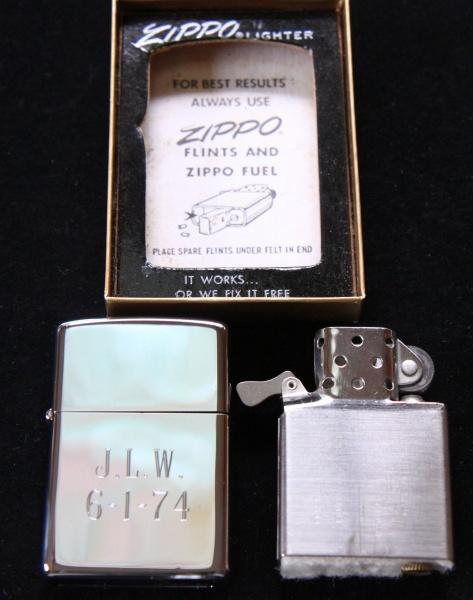 ZIPPO® LIGHTER
FOR BEST RESULTS
ALWAYS USE
ZIPPO®
FLINTS AND
ZIPPO FUEL
PLACE SPARE FLINTS UNDER FELT IN END
IT WORKS...
OR WE FIX IT FREE
J.L.W.
6-1-74